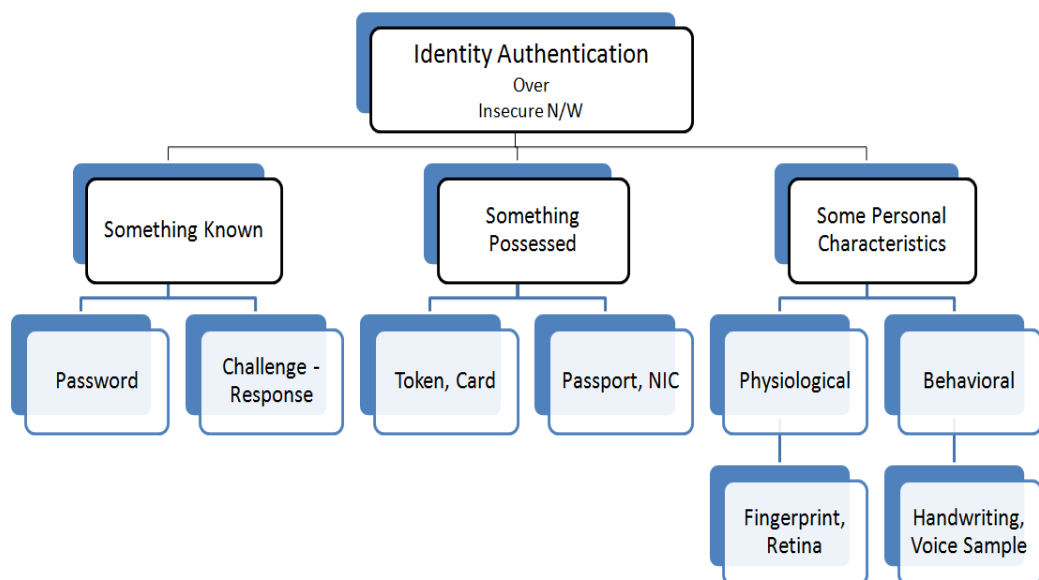 Identity Authentication
Over
Insecure N/W
Something Known
Something
Possessed
Some Personal
Characteristics
Password
Challenge -
Response
Token, Card
Passport, NIC
Physiological
Behavioral
Fingerprint,
Retina
Handwriting,
Voice Sample